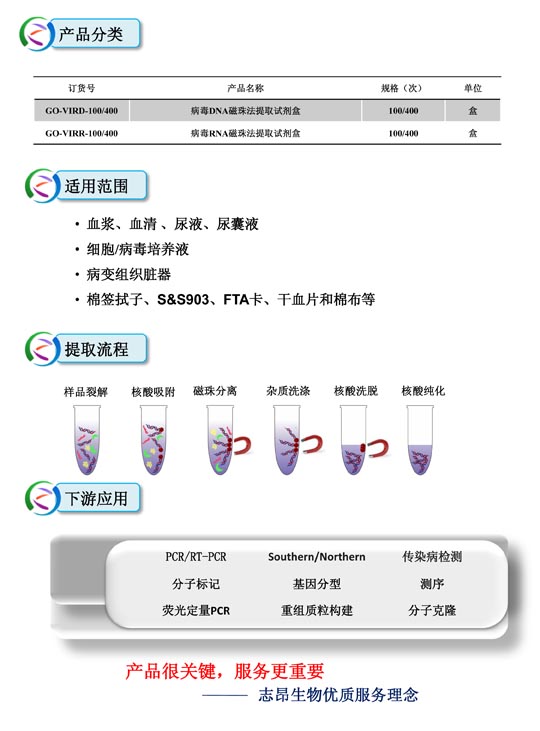 产品分类
订货号 产品名称 规格（次） 单位
GO-VIRD-100/400 病毒DNA磁珠法提取试剂盒 100/400 盒
GO-VIRR-100/400 病毒RNA磁珠法提取试剂盒 100/400 盒
适用范围
• 血浆、血清 、尿液、尿囊液
• 细胞/病毒培养液
• 病变组织脏器
• 棉签拭子、S&S903、FTA卡、干血片和棉布等
提取流程
样品裂解 核酸吸附 磁珠分离 杂质洗涤 核酸洗脱 核酸纯化
下游应用
PCR/RT-PCR Southern/Northern 传染病检测
分子标记 基因分型 测序
荧光定量PCR 重组质粒构建 分子克隆
产品很关键，服务更重要
—— 志昂生物优质服务理念